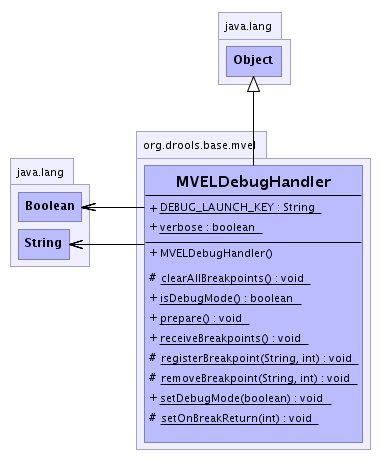 java.lang
Object
org.drools.base.mvel
java.lang
Boolean
String
MVELDebugHandler
+ DEBUG_LAUNCH_KEY : String
+ verbose : boolean
+ MVELDebugHandler()
# clearAllBreakpoints() : void
+ isDebugMode() : boolean
+ prepare() : void
+ receiveBreakpoints() : void
# registerBreakpoint(String, int) : void
# removeBreakpoint(String, int) : void
+ setDebugMode(boolean) : void
# setOnBreakReturn(int) : void